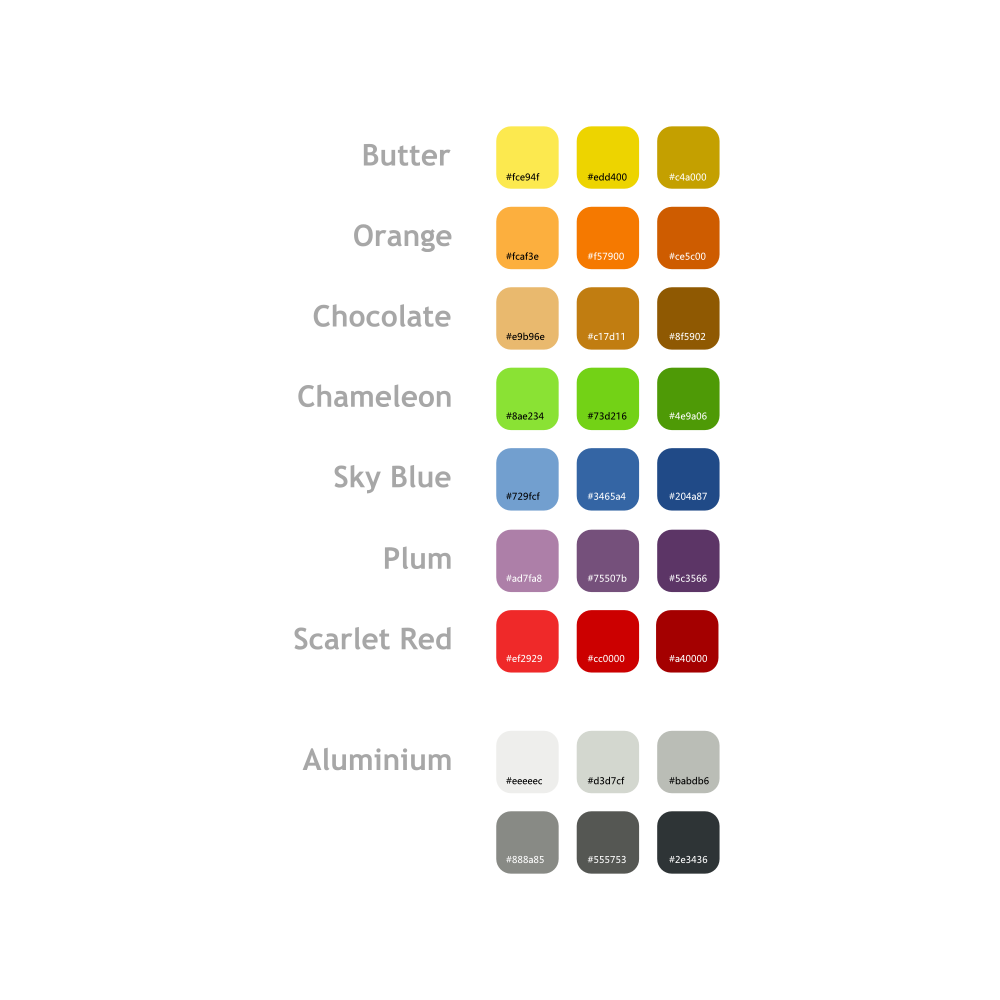 Butter #fce94f #edd400 #c4a000
Orange #fcaf3e #f57900 #ce5c00
Chocolate #e9b96e #c17d11 #8f5902
Chameleon #8ae234 #73d216 #4e9a06
Sky Blue #729fcf #3465a4 #204a87
Plum #ad7fa8 #75507b #5c3566
Scarlet Red #ef2929 #cc0000 #a40000
Aluminium #eeeeec #d3d7cf #babdb6
#888a85 #555753 #2e3436